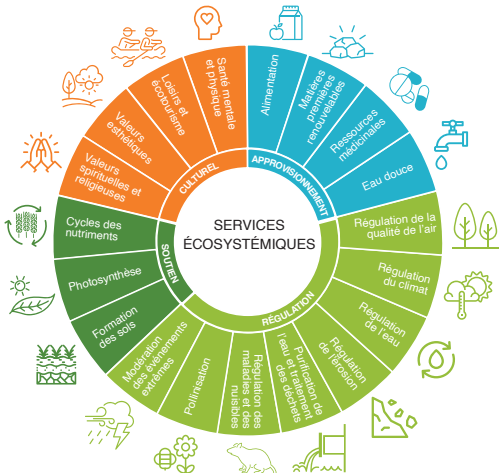 SERVICES
ÉCOSYSTÉMIQUES
APPROVISIONNEMENT
Alimentation
Matières
premières
renouvelables
Ressources
médicinales
Eau douce
RÉGULATION
Régulation de la
qualité de l'air
Régulation
du climat
Régulation
de l'eau
Régulation
de l'érosion
Purification de
l'eau et traitement
des déchets
Régulation des
maladies et des
nuisibles
Pollinisation
Modération
des événements
extrêmes
SOUTIEN
Formation
des sols
Photosynthèse
Cycles des
nutriments
CULTUREL
Valeurs
spirituelles et
religieuses
Valeurs
esthétiques
Loisirs et
écotourisme
Santé mentale
et physique